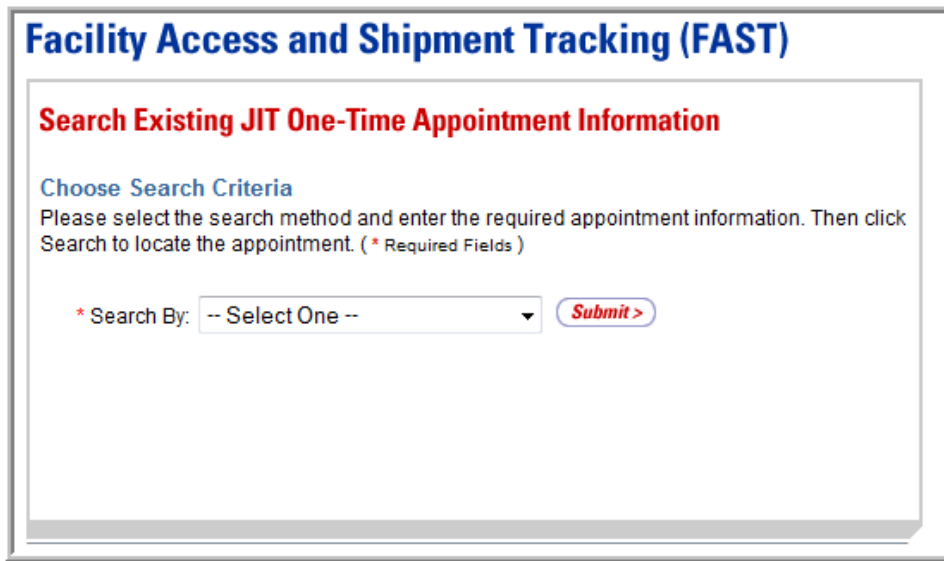 Facility Access and Shipment Tracking (FAST)
Search Existing JIT One-Time Appointment Information
Choose Search Criteria
Please select the search method and enter the required appointment information. Then click
Search to locate the appointment. ( * Required Fields )
* Search By: -- Select One -- Submit >